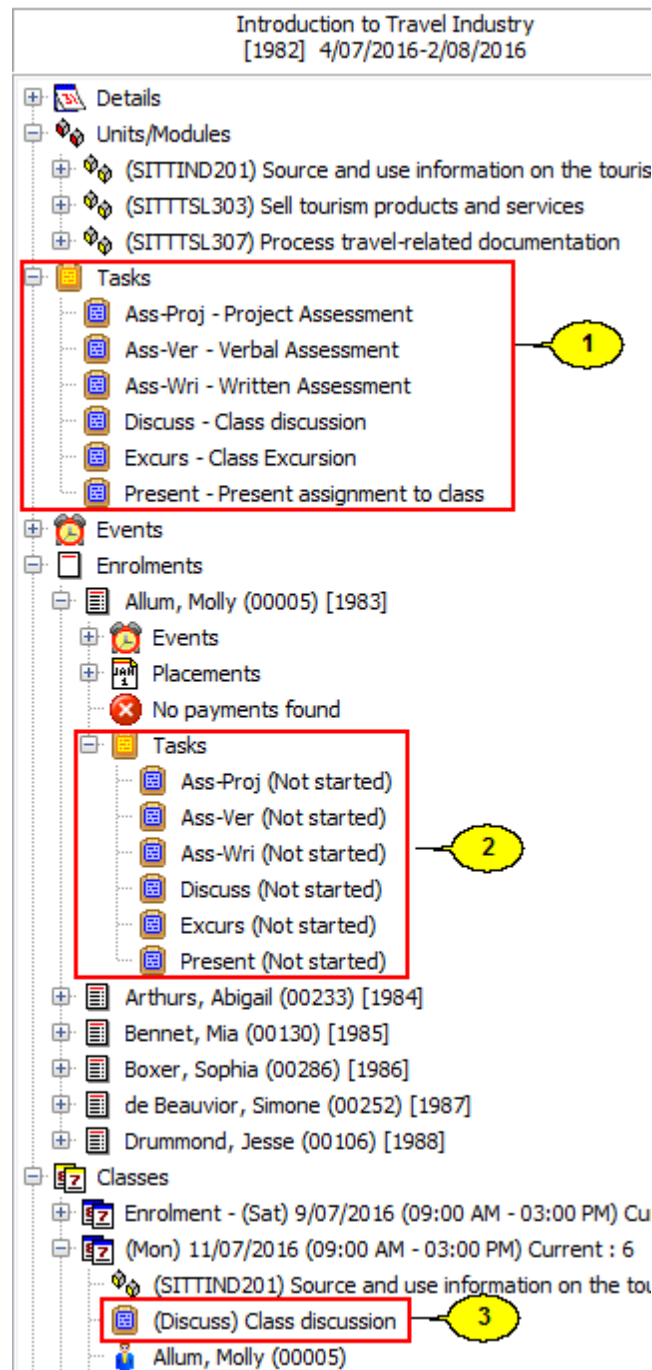 Introduction to Travel Industry
[1982] 4/07/2016-2/08/2016
Details
Units/Modules
(SITTIND201) Source and use information on the touris
(SITTTSL303) Sell tourism products and services
(SITTTSL307) Process travel-related documentation
Tasks
Ass-Proj - Project Assessment
1
Ass-Ver - Verbal Assessment
Ass-Wri - Written Assessment
Discuss - Class discussion
Excurs - Class Excursion
Present - Present assignment to class
Events
Enrolments
Allum, Molly (00005) [1983]
Events
Placements
No payments found
Tasks
Ass-Proj (Not started)
Ass-Ver (Not started)
Ass-Wri (Not started)
2
Discuss (Not started)
Excurs (Not started)
Present (Not started)
Arthurs, Abigail (00233) [1984]
Bennet, Mia (00130) [1985]
Boxer, Sophia (00286) [1986]
de Beauvior, Simone (00252) [1987]
Drummond, Jesse (00106) [1988]
Classes
Enrolment - (Sat) 9/07/2016 (09:00 AM - 03:00 PM) Cu
(Mon) 11/07/2016 (09:00 AM - 03:00 PM) Current : 6
(SITTIND201) Source and use information on the tou
(Discuss) Class discussion
3
Allum, Molly (00005)